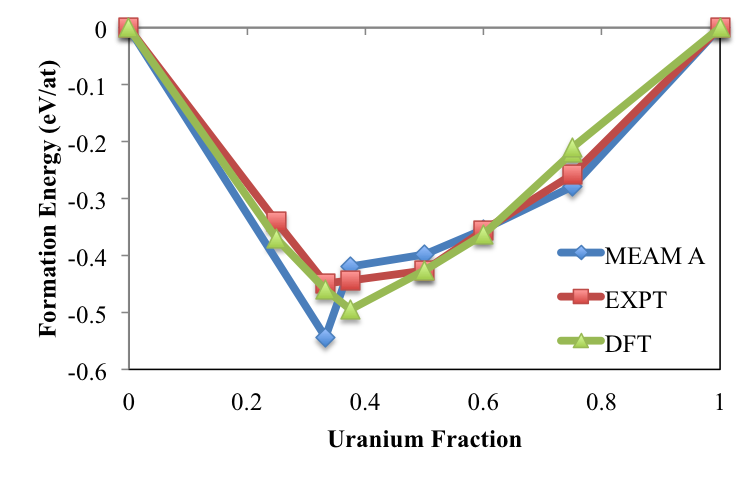 0
-0.1
-0.2
-0.3
-0.4
-0.5
-0.6
Formation Energy (eV/at)
MEAM A
EXPT
DFT
0 0.2 0.4 0.6 0.8 1
Uranium Fraction